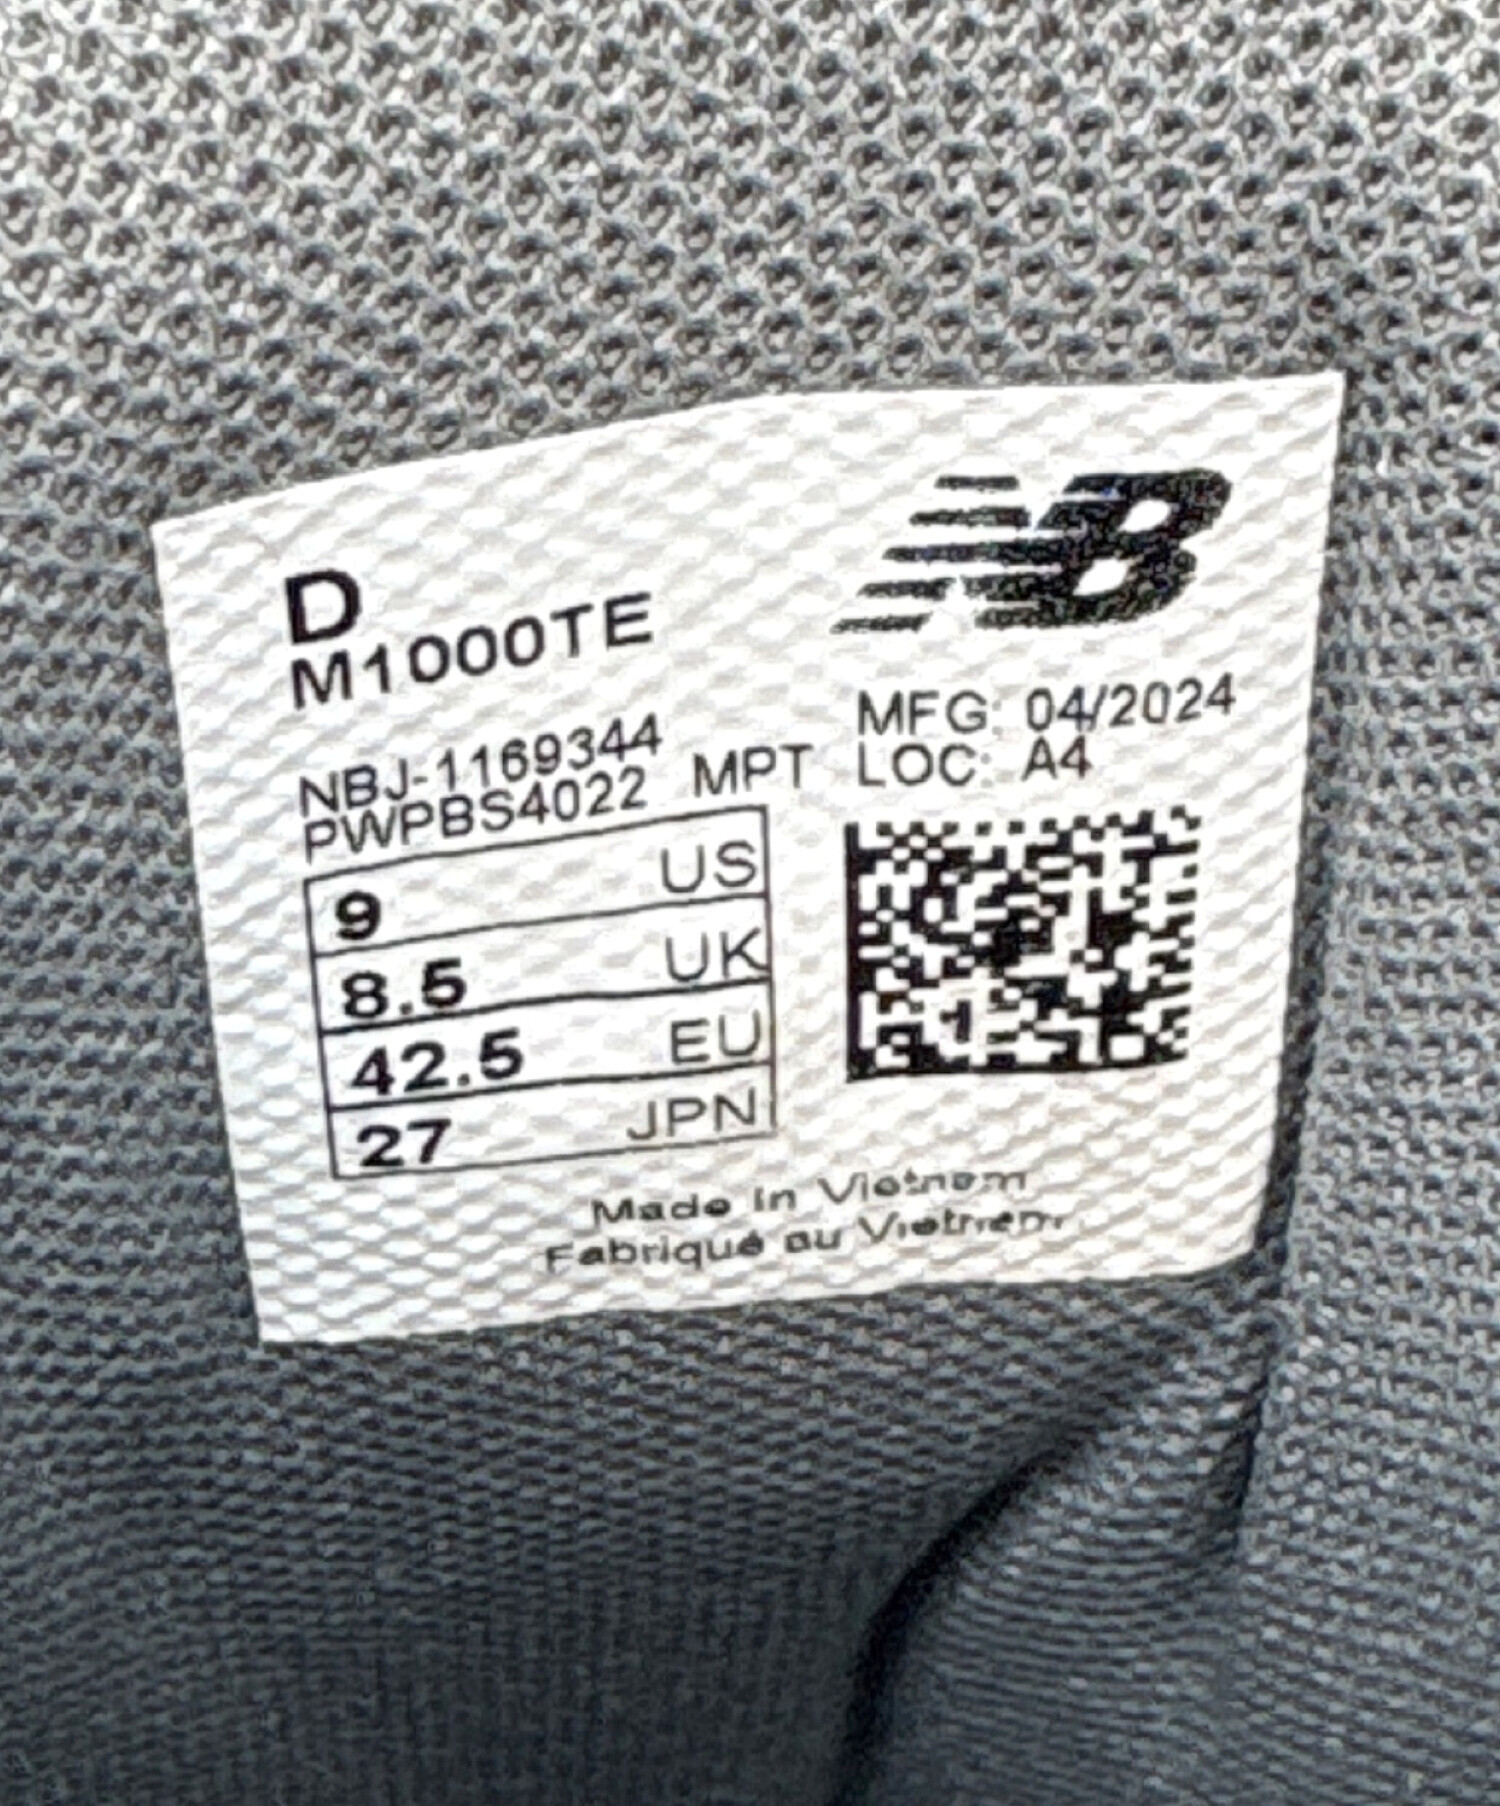 NB
D
M1000TE
MFG: 04/2024
LOC: A4
NBJ-1169344
PWPBS4022 MPT
9 US
8.5 UK
42.5 EU
27 JPN
Made in Vietnam
Fabriqué au Vietnam